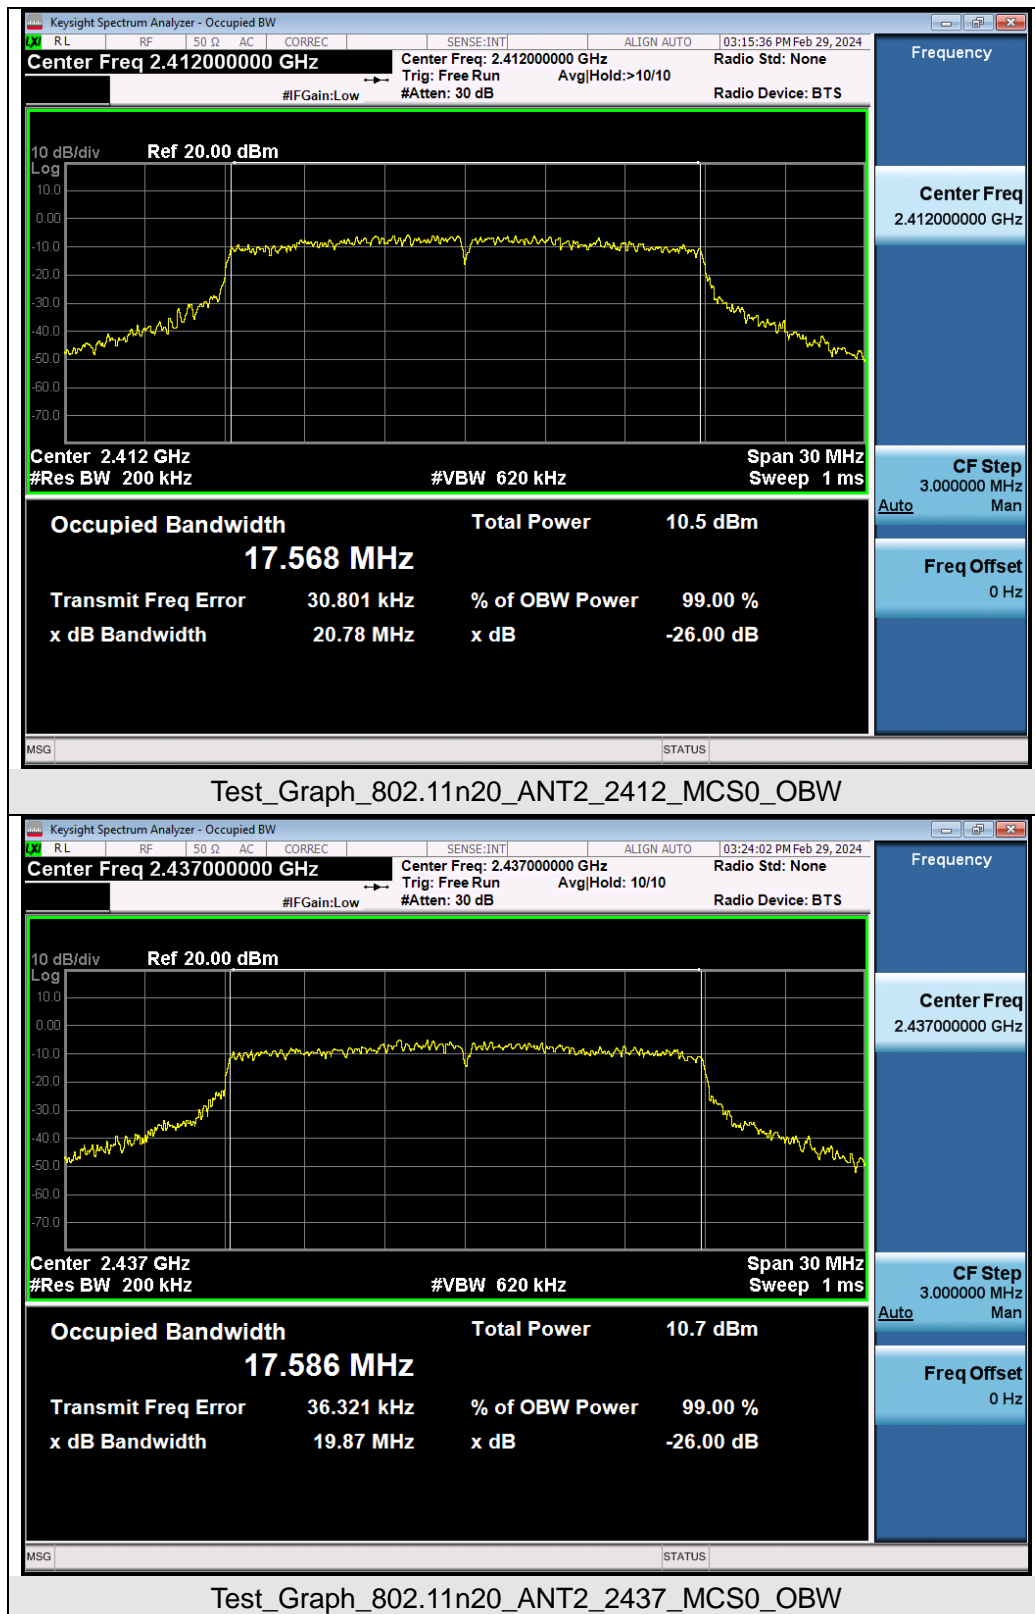 Keysight Spectrum Analyzer - Occupied BW
LXI RL RF 50 Ω AC CORREC SENSE:INT ALIGN AUTO 03:15:36 PM Feb 29, 2024
Center Freq 2.412000000 GHz
Center Freq: 2.412000000 GHz
Radio Std: None
Trig: Free Run Avg|Hold:>10/10
#IFGain:Low
#Atten: 30 dB
Radio Device: BTS
Frequency
10 dB/div Ref 20.00 dBm
Log
10.0
0.00
-10.0
-20.0
-30.0
-40.0
-50.0
-60.0
-70.0
Center 2.412 GHz Span 30 MHz
#Res BW 200 kHz #VBW 620 kHz Sweep 1 ms
Center Freq
2.412000000 GHz
CF Step
3.000000 MHz
Auto Man
Freq Offset
0 Hz
Occupied Bandwidth Total Power 10.5 dBm
17.568 MHz
Transmit Freq Error 30.801 kHz % of OBW Power 99.00 %
x dB Bandwidth 20.78 MHz x dB -26.00 dB
MSG STATUS
Test_Graph_802.11n20_ANT2_2412_MCS0_OBW
Keysight Spectrum Analyzer - Occupied BW
LXI RL RF 50 Ω AC CORREC SENSE:INT ALIGN AUTO 03:24:02 PM Feb 29, 2024
Center Freq 2.437000000 GHz
Center Freq: 2.437000000 GHz
Radio Std: None
Trig: Free Run Avg|Hold: 10/10
#IFGain:Low
#Atten: 30 dB
Radio Device: BTS
Frequency
10 dB/div Ref 20.00 dBm
Log
10.0
0.00
-10.0
-20.0
-30.0
-40.0
-50.0
-60.0
-70.0
Center 2.437 GHz Span 30 MHz
#Res BW 200 kHz #VBW 620 kHz Sweep 1 ms
Center Freq
2.437000000 GHz
CF Step
3.000000 MHz
Auto Man
Freq Offset
0 Hz
Occupied Bandwidth Total Power 10.7 dBm
17.586 MHz
Transmit Freq Error 36.321 kHz % of OBW Power 99.00 %
x dB Bandwidth 19.87 MHz x dB -26.00 dB
MSG STATUS
Test_Graph_802.11n20_ANT2_2437_MCS0_OBW